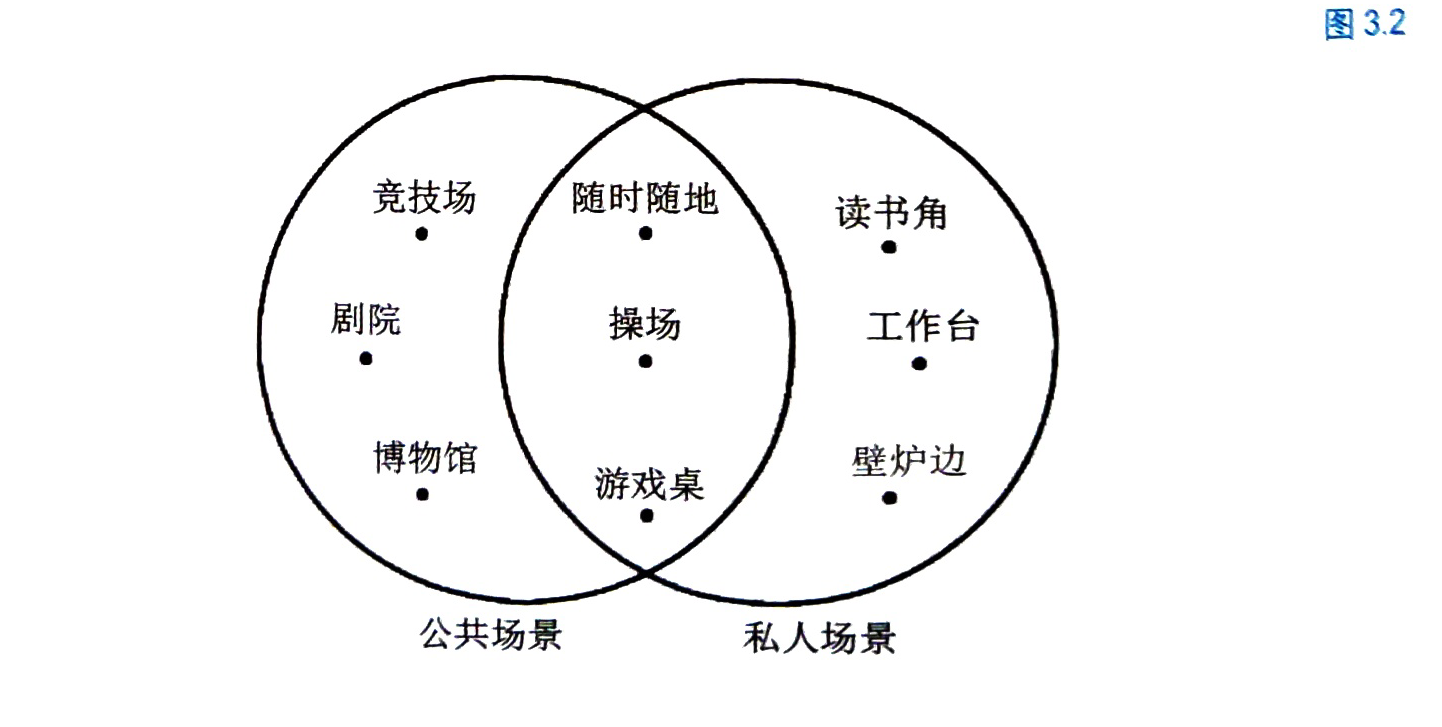 图 3.2
竞技场
随时随地
读书角
剧院
操场
工作台
博物馆
游戏桌
壁炉边
公共场景
私人场景